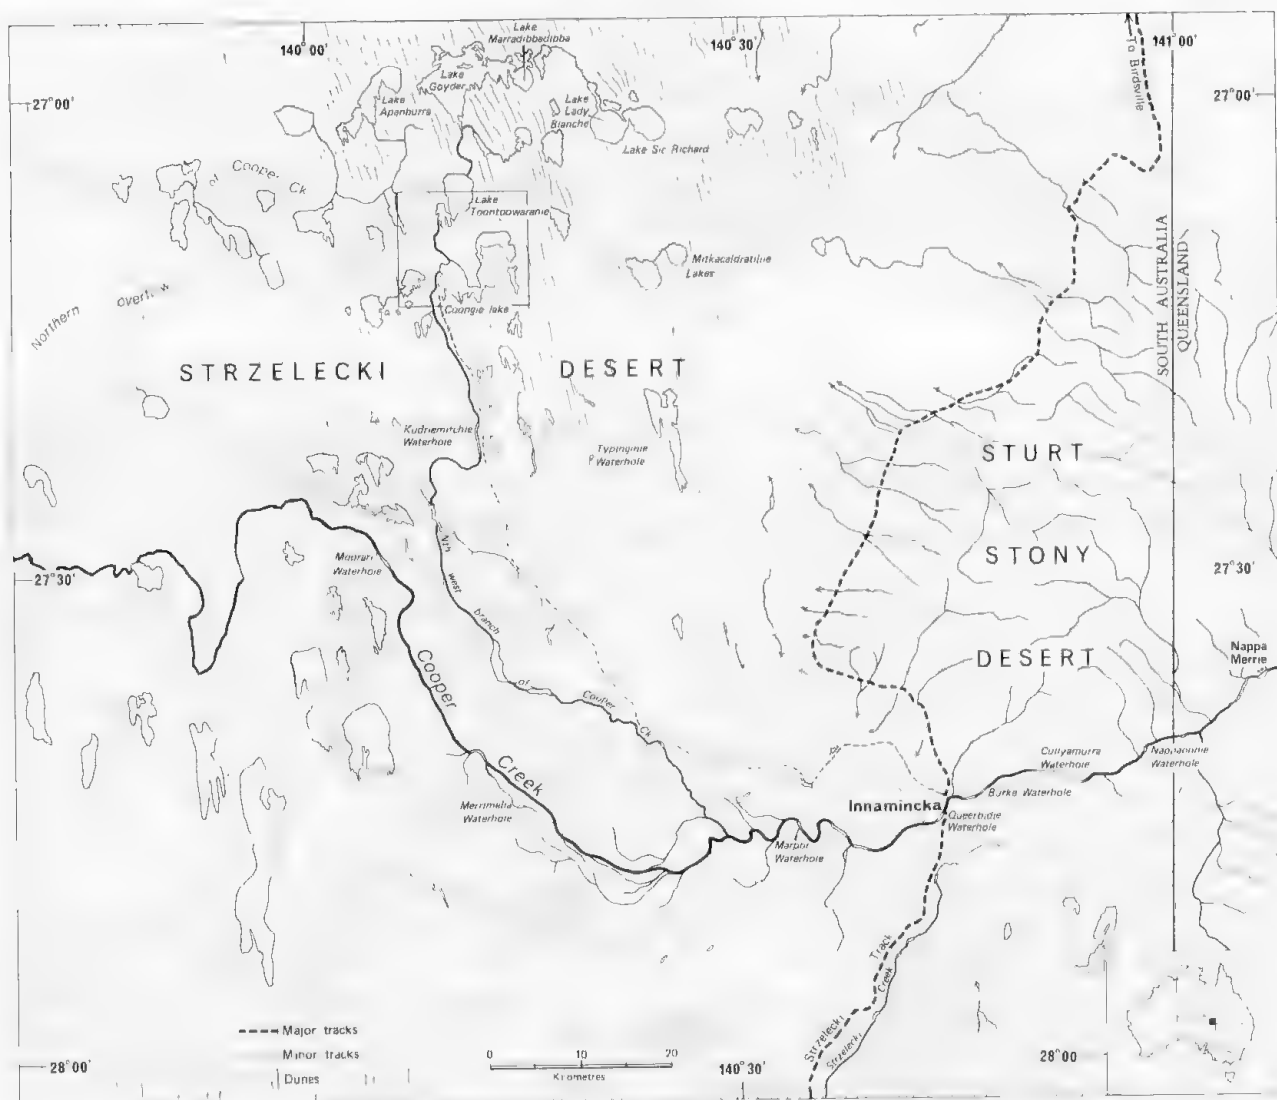 140°00'
Lake
Marradibbadibba
140°30'
141°00'
To Birdsville
27°00'
Lake
Goyder
Lake
Apanburra
Lake
Lady
Blanche
27°00'
Lake Sir Richard
of Cooper Ck
Lake
Toontoowaranie
Mitkacaldratillie
Lakes
Northern overflow
Coongie lake
SOUTH AUSTRALIA
QUEENSLAND
STRZELECKI
DESERT
Kudriemitchie
Waterhole
Typinginie
Waterhole
STURT
Nth
west
branch
of
Cooper
Ck
27°30'
Waterhole
STONY
27°30'
DESERT
Nappa
Merrie
Cooper
Creek
Cullyamurra
Waterhole
Waterhole
Innamincka
Burke Waterhole
Queerbidie
Waterhole
Merrimelia
Waterhole
Waterhole
Strzelecki
Track
Strzelecki
Creek
Major tracks
Minor tracks
Dunes
0 10 20
Kilometres
28°00'
140°30'
28°00